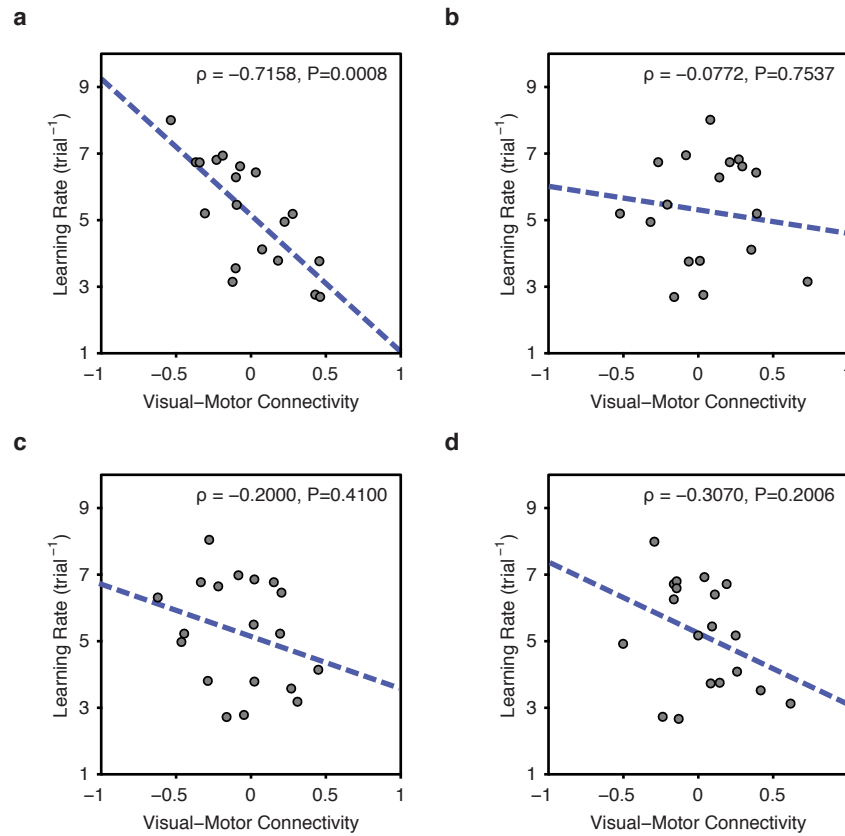 a
ρ = −0.7158, P=0.0008
9
7
5
3
1
Learning Rate (trial⁻¹)
−1 −0.5 0 0.5 1
Visual−Motor Connectivity
b
ρ = −0.0772, P=0.7537
9
7
5
3
1
Learning Rate (trial⁻¹)
−1 −0.5 0 0.5 1
Visual−Motor Connectivity
c
ρ = −0.2000, P=0.4100
9
7
5
3
1
Learning Rate (trial⁻¹)
−1 −0.5 0 0.5 1
Visual−Motor Connectivity
d
ρ = −0.3070, P=0.2006
9
7
5
3
1
Learning Rate (trial⁻¹)
−1 −0.5 0 0.5 1
Visual−Motor Connectivity